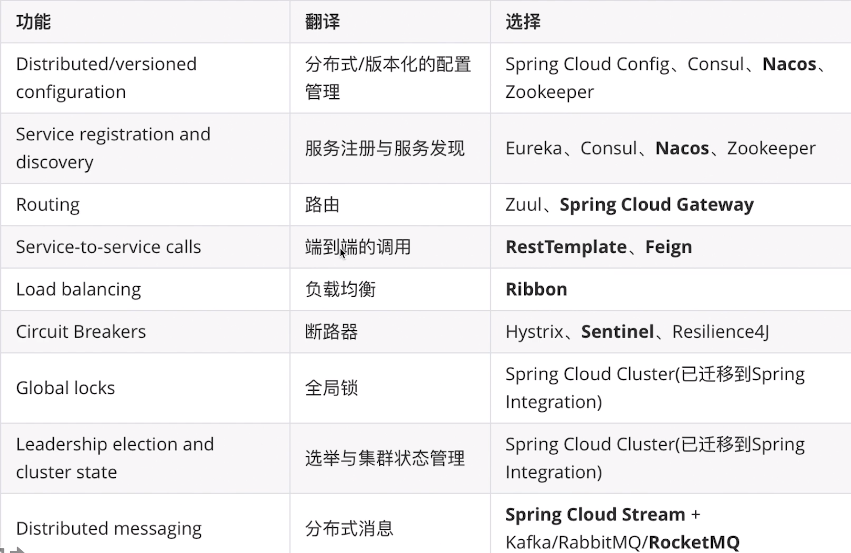 功能 翻译 选择
Distributed/versioned configuration 分布式/版本化的配置管理 Spring Cloud Config、Consul、Nacos、Zookeeper
Service registration and discovery 服务注册与服务发现 Eureka、Consul、Nacos、Zookeeper
Routing 路由 Zuul、Spring Cloud Gateway
Service-to-service calls 端到端的调用 RestTemplate、Feign
Load balancing 负载均衡 Ribbon
Circuit Breakers 断路器 Hystrix、Sentinel、Resilience4J
Global locks 全局锁 Spring Cloud Cluster(已迁移到Spring Integration)
Leadership election and cluster state 选举与集群状态管理 Spring Cloud Cluster(已迁移到Spring Integration)
Distributed messaging 分布式消息 Spring Cloud Stream + Kafka/RabbitMQ/RocketMQ